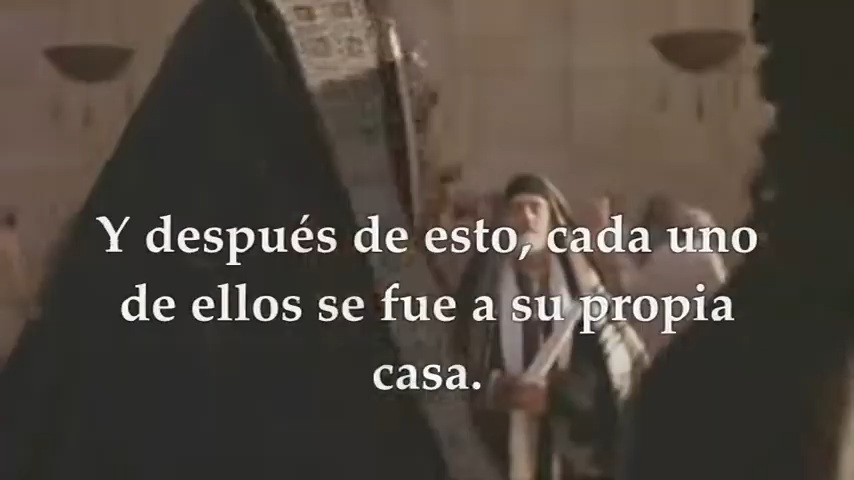 Y después de esto, cada uno
de ellos se fue a su propia
casa.